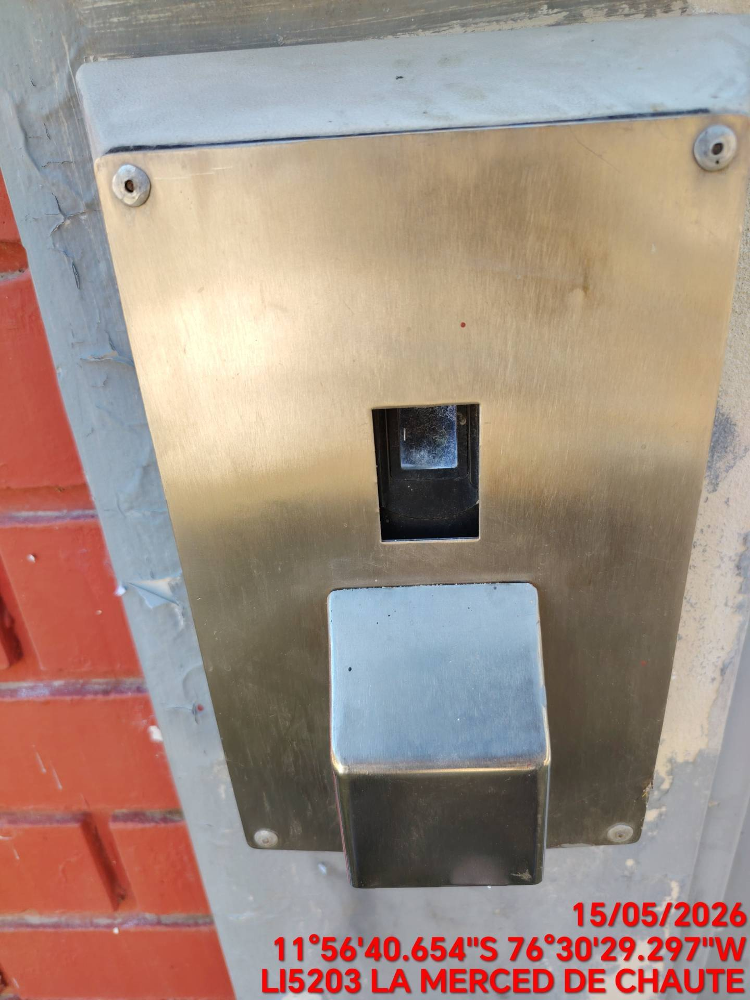 15/05/2026
11°56'40.654"S 76°30'29.297"W
LI5203 LA MERCED DE CHAUTE